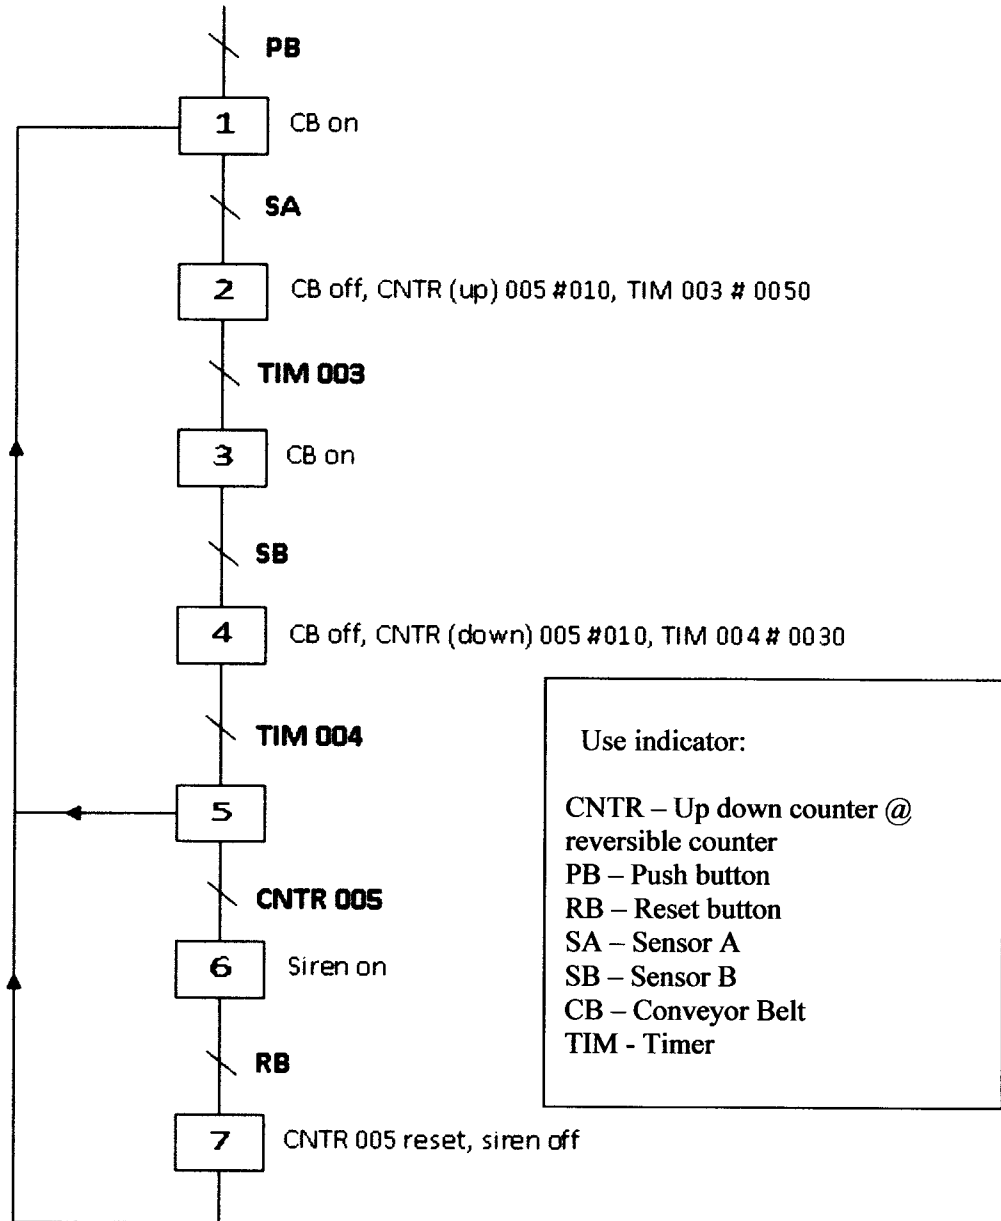 PB
1 CB on
SA
2 CB off, CNTR (up) 005 #010, TIM 003 # 0050
TIM 003
3 CB on
SB
4 CB off, CNTR (down) 005 #010, TIM 004 # 0030
TIM 004
5
CNTR 005
6 Siren on
RB
7 CNTR 005 reset, siren off
Use indicator:
CNTR – Up down counter @
reversible counter
PB – Push button
RB – Reset button
SA – Sensor A
SB – Sensor B
CB – Conveyor Belt
TIM - Timer